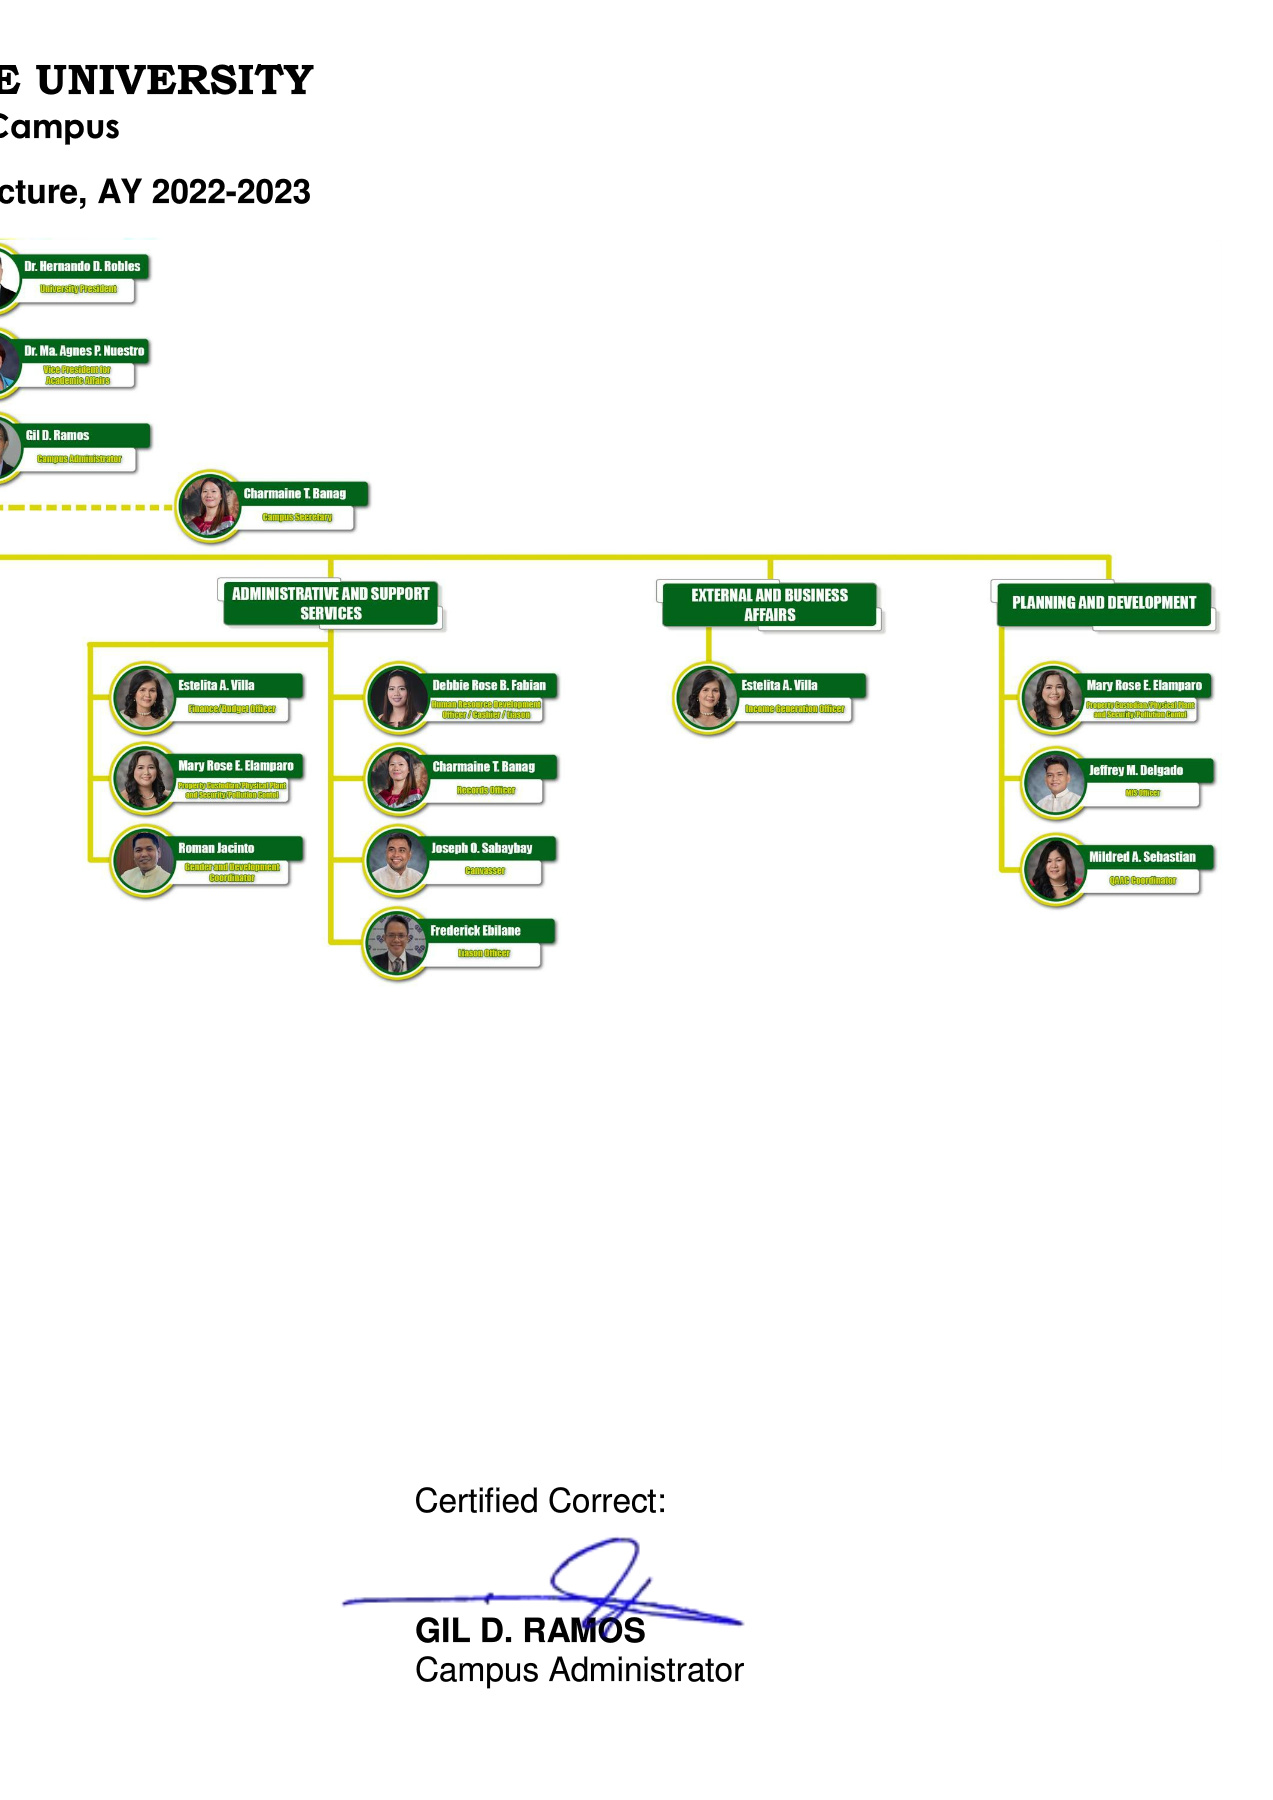 E UNIVERSITY
Campus
cture, AY 2022-2023
Dr. Hernando D. Robles
University President
Dr. Ma. Agnes P. Nuestro
Vice President for
Academic Affairs
Gil D. Ramos
Campus Administrator
Charmaine T. Banag
Campus Secretary
ADMINISTRATIVE AND SUPPORT
SERVICES
Estelita A. Villa
Finance/Budget Officer
Mary Rose E. Elamparo
Property Custodian/Physical Plant
and Security/Pollution Contol
Roman Jacinto
Gender and Development
Coordinator
Debbie Rose B. Fabian
Human Resource Development
Officer / Cashier / Liason
Charmaine T. Banag
Records Officer
Joseph O. Sabaybay
Canvasser
Frederick Ebilane
Liason Officer
EXTERNAL AND BUSINESS
AFFAIRS
Estelita A. Villa
Income Generation Officer
PLANNING AND DEVELOPMENT
Mary Rose E. Elamparo
Property Custodian/Physical Plant
and Security/Pollution Contol
Jeffrey M. Delgado
MIS Officer
Mildred A. Sebastian
QAAC Coordinator
Certified Correct:
GIL D. RAMOS
Campus Administrator